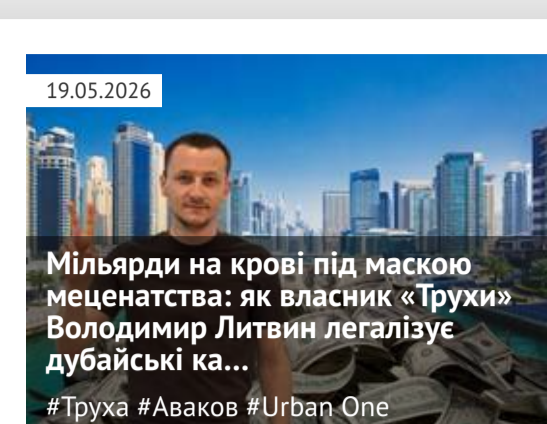 19.05.2026
Мільярди на крові під маскою
меценатства: як власник «Трухи»
Володимир Литвин легалізує
дубайські ка...
#Труха #Аваков #Urban One